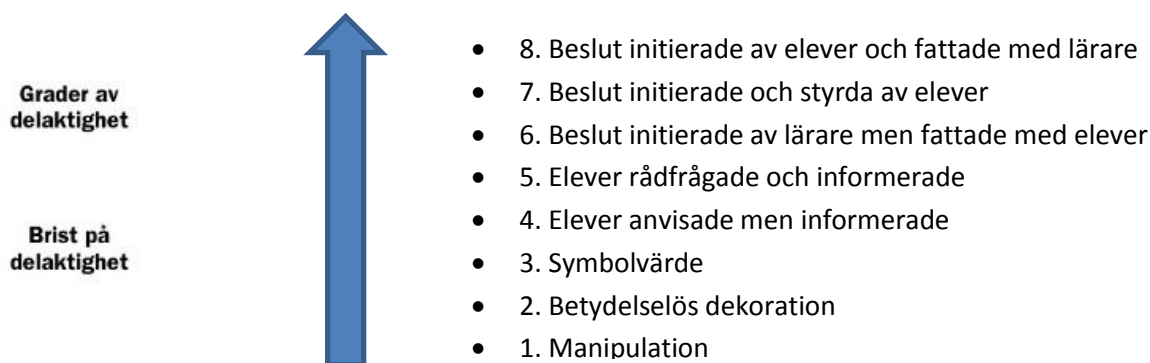 Grader av
delaktighet
Brist på
delaktighet
• 8. Beslut initierade av elever och fattade med lärare
• 7. Beslut initierade och styrda av elever
• 6. Beslut initierade av lärare men fattade med elever
• 5. Elever rådfrågade och informerade
• 4. Elever anvisade men informerade
• 3. Symbolvärde
• 2. Betydelselös dekoration
• 1. Manipulation